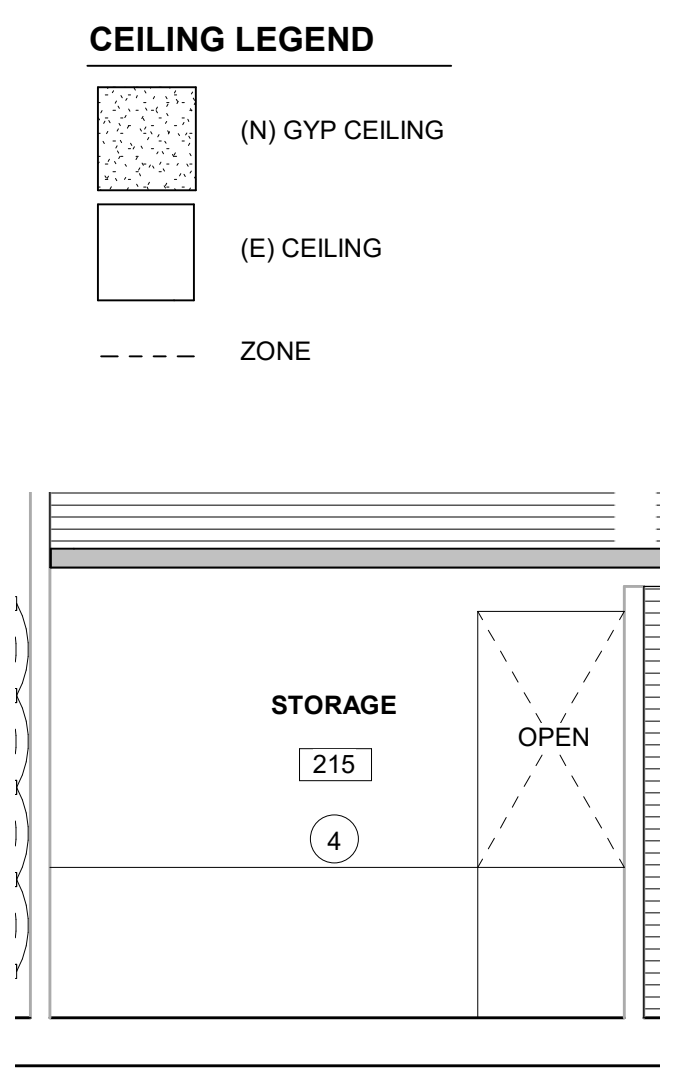 CEILING LEGEND
(N) GYP CEILING
(E) CEILING
ZONE
STORAGE
OPEN
215
4